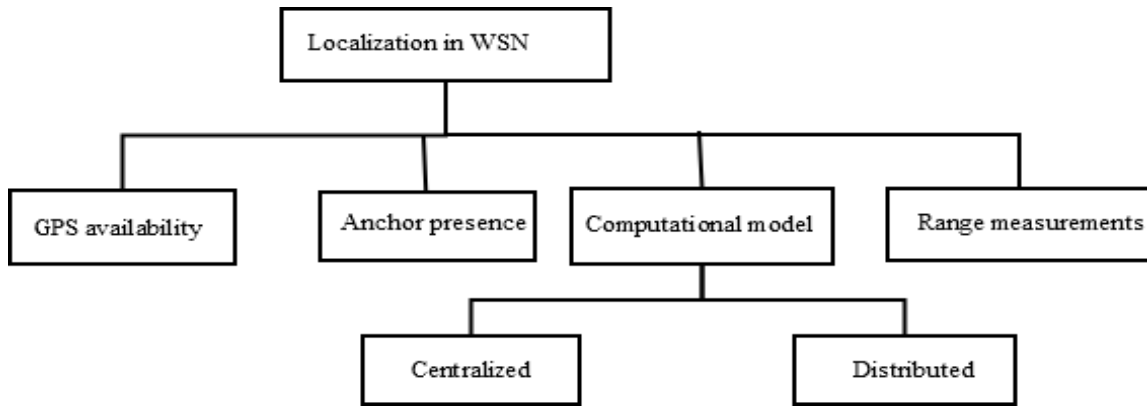 Localization in WSN
GPS availability
Anchor presence
Computational model
Range measurements
Centralized
Distributed